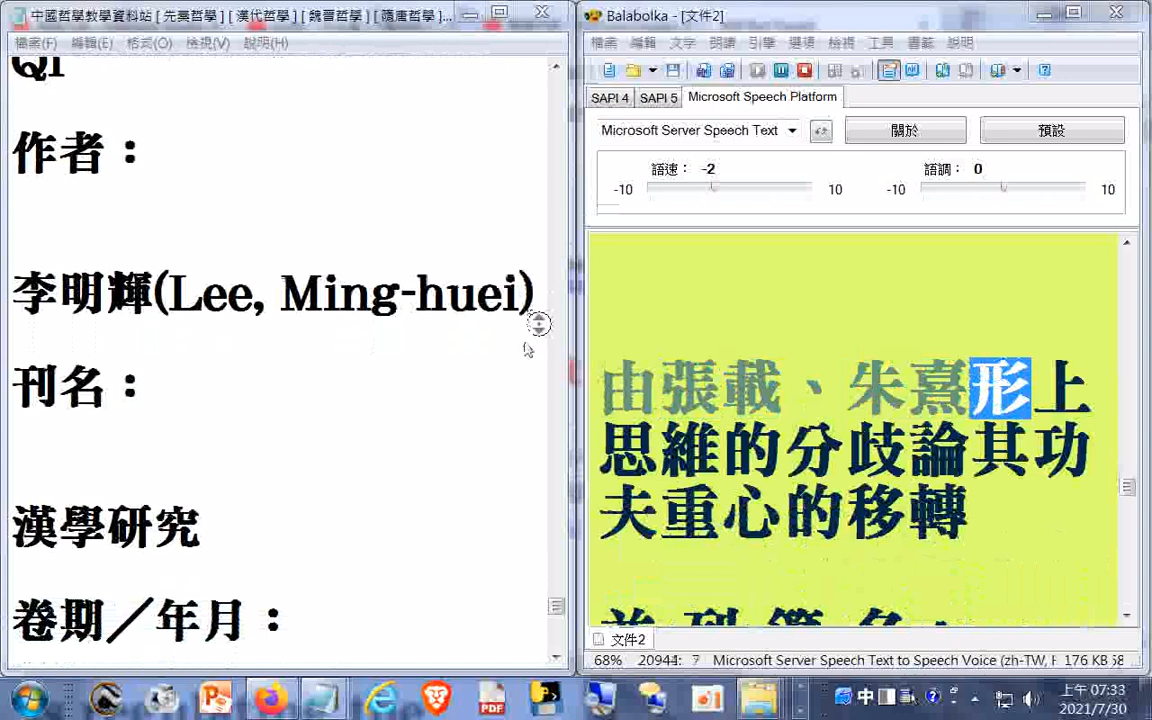 中國哲學教學資料站 [ 先秦哲學 ] [ 漢代哲學 ] [ 魏晉哲學 ] [ 隋唐哲學 ]...
檔案(F) 編輯(E) 格式(O) 檢視(V) 說明(H)
作者：
李明輝(Lee, Ming-huei)
刊名：
漢學研究
卷期／年月：
Balabolka - [文件2]
檔案 編輯 文字 朗讀 引擎 選項 檢視 工具 書籤 說明
SAPI 4 SAPI 5 Microsoft Speech Platform
Microsoft Server Speech Text 關於 預設
語速： -2 語調： 0
-10 10 -10 10
由張載、朱熹形上
思維的分歧論其功
夫重心的移轉
文件2
68% 20944: 7 Microsoft Server Speech Text to Speech Voice (zh-TW, 176 KB
中 上午 07:33
2021/7/30